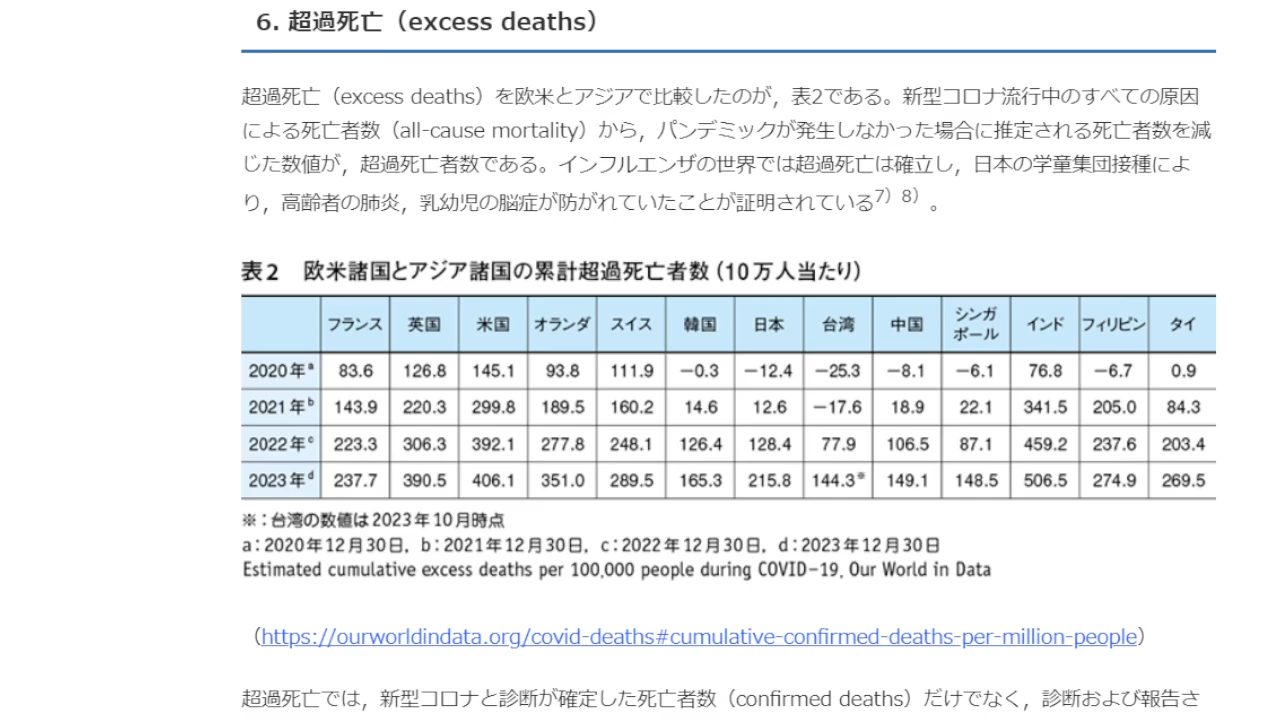 6. 超過死亡（excess deaths）
超過死亡（excess deaths）を欧米とアジアで比較したのが，表2である。新型コロナ流行中のすべての原因
による死亡者数（all-cause mortality）から，パンデミックが発生しなかった場合に推定される死亡者数を減
じた数値が，超過死亡者数である。インフルエンザの世界では超過死亡は確立し，日本の学童集団接種によ
り，高齢者の肺炎，乳幼児の脳症が防がれていたことが証明されている7）8）。
表2　欧米諸国とアジア諸国の累計超過死亡者数（10万人当たり）
フランス 英国 米国 オランダ スイス 韓国 日本 台湾 中国 シンガポール インド フィリピン タイ
2020年a 83.6 126.8 145.1 93.8 111.9 −0.3 −12.4 −25.3 −8.1 −6.1 76.8 −6.7 0.9
2021年b 143.9 220.3 299.8 189.5 160.2 14.6 12.6 −17.6 18.9 22.1 341.5 205.0 84.3
2022年c 223.3 306.3 392.1 277.8 248.1 126.4 128.4 77.9 106.5 87.1 459.2 237.6 203.4
2023年d 237.7 390.5 406.1 351.0 289.5 165.3 215.8 144.3※ 149.1 148.5 506.5 274.9 269.5
※：台湾の数値は2023年10月時点
a：2020年12月30日，b：2021年12月30日，c：2022年12月30日，d：2023年12月30日
Estimated cumulative excess deaths per 100,000 people during COVID-19, Our World in Data
（https://ourworldindata.org/covid-deaths#cumulative-confirmed-deaths-per-million-people）
超過死亡では，新型コロナと診断が確定した死亡者数（confirmed deaths）だけでなく，診断および報告さ